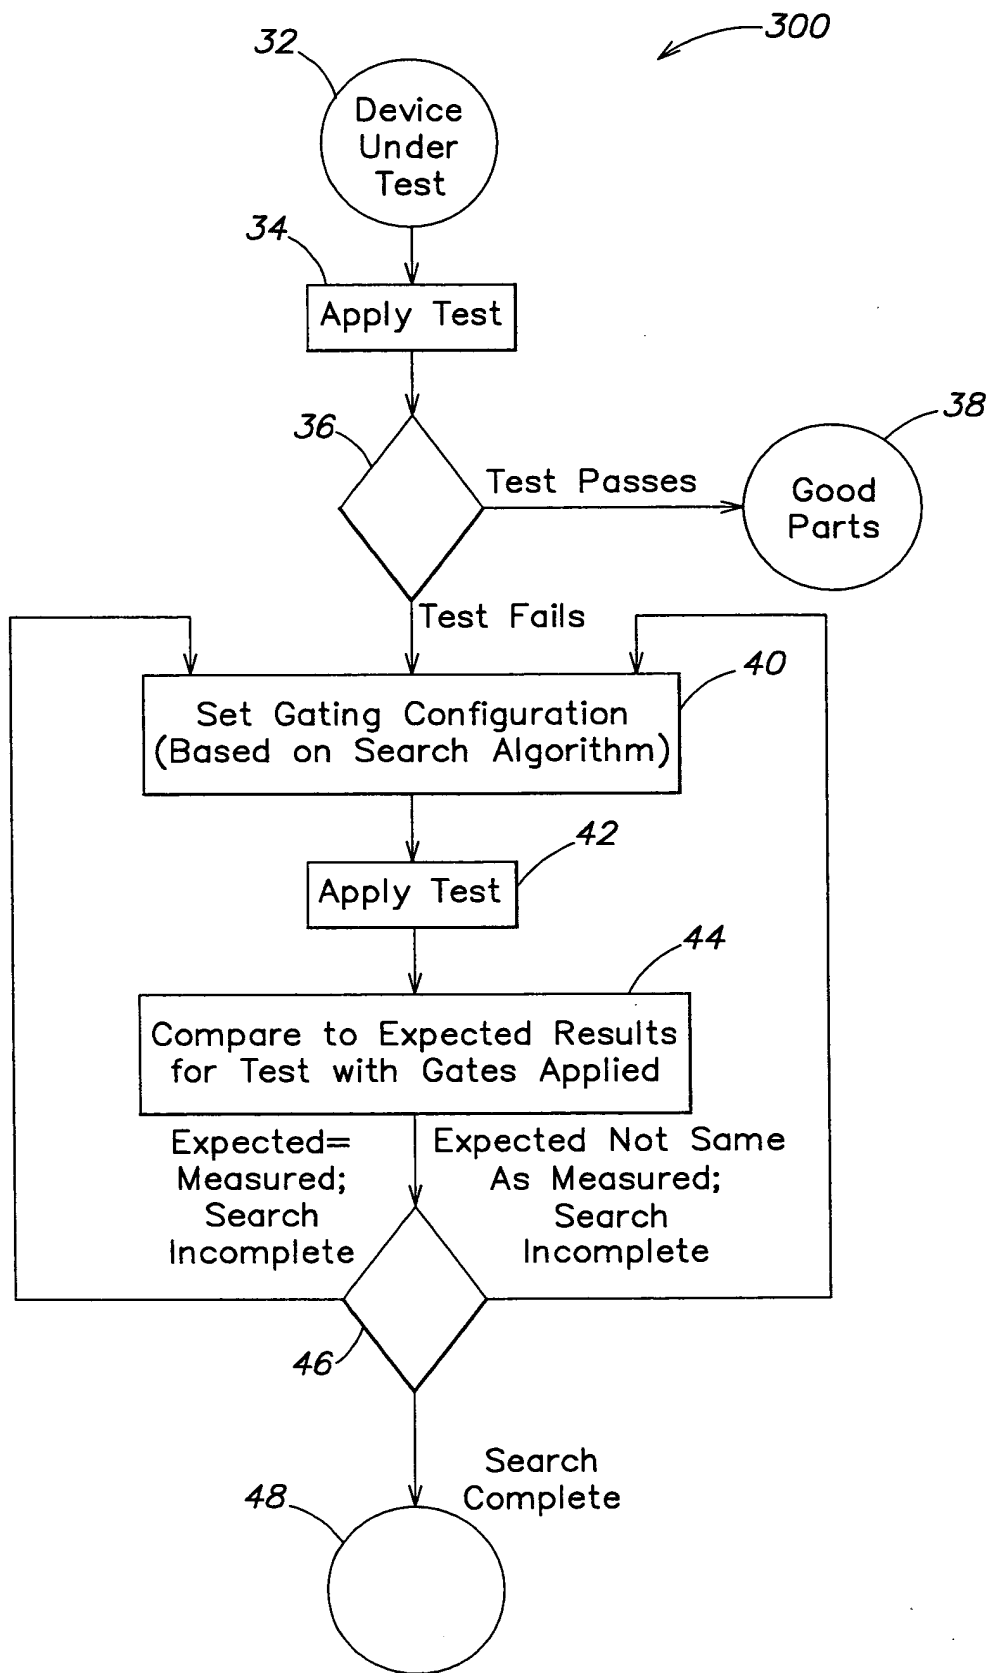 300
32
Device
Under
Test
34
Apply Test
36
Test Passes
38
Good
Parts
Test Fails
40
Set Gating Configuration
(Based on Search Algorithm)
42
Apply Test
44
Compare to Expected Results
for Test with Gates Applied
Expected=
Measured;
Search
Incomplete
Expected Not Same
As Measured;
Search
Incomplete
46
Search
Complete
48